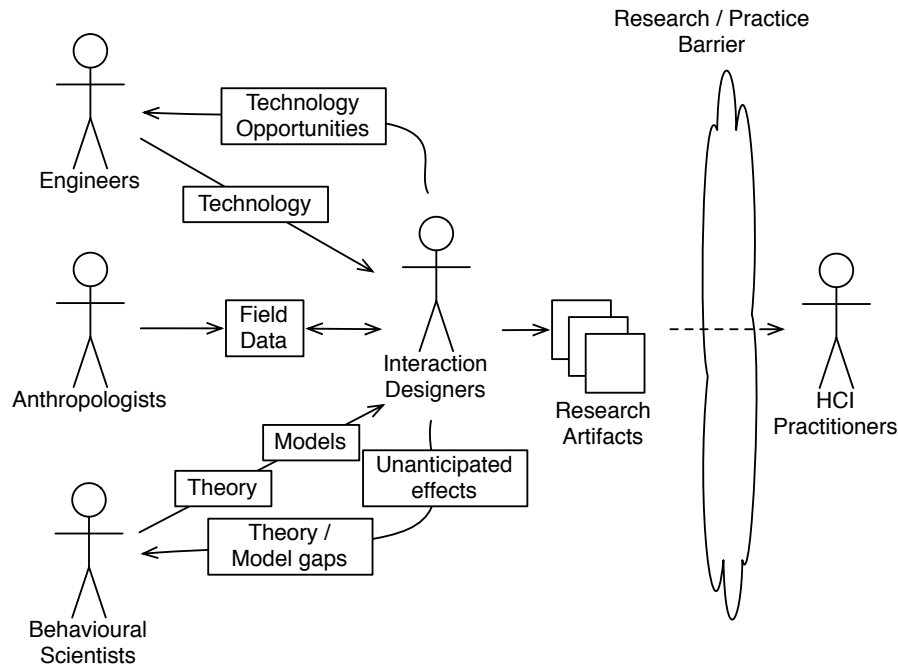 Research / Practice
Barrier
Technology
Opportunities
Engineers
Technology
Field
Data
Anthropologists
Interaction
Designers
Research
Artifacts
HCI
Practitioners
Models
Theory
Unanticipated
effects
Theory /
Model gaps
Behavioural
Scientists